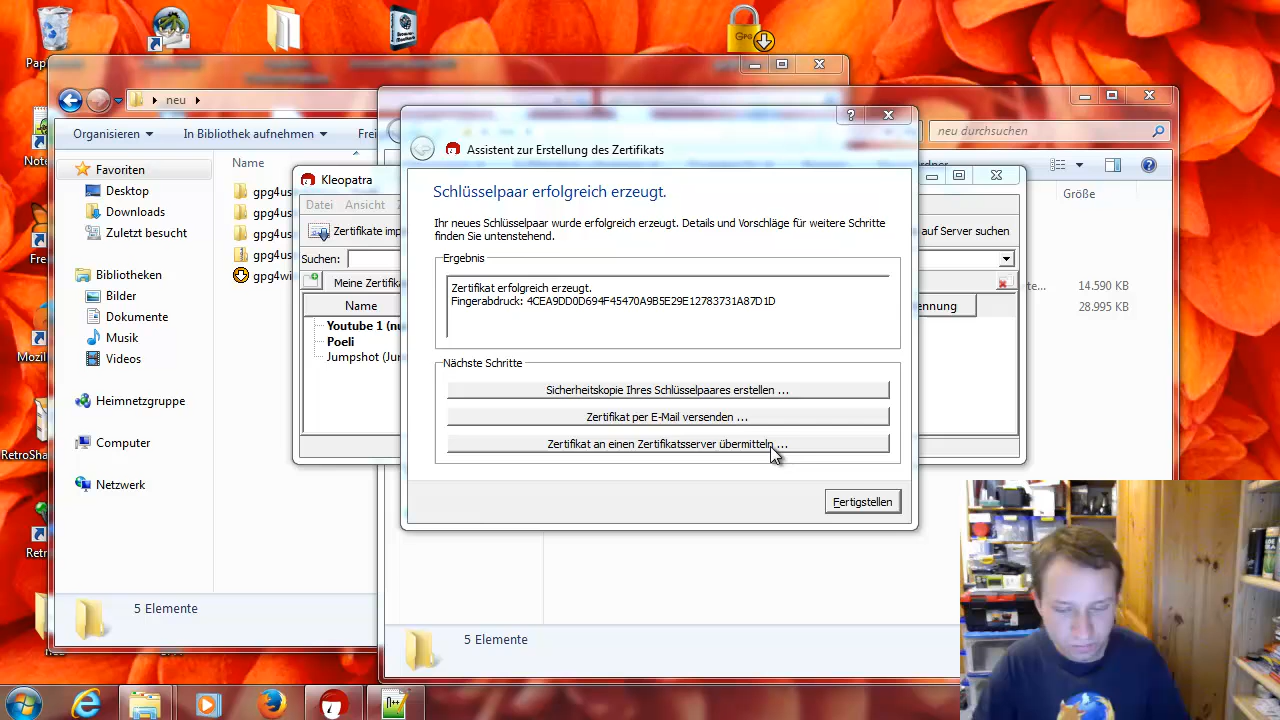 Pap
Note
Fre
Mozil
RetroSha
Retr
Gpg
neu
Organisieren
In Bibliothek aufnehmen
Frei
neu durchsuchen
Name
Größe
Favoriten
Desktop
Downloads
Zuletzt besucht
Bibliotheken
Bilder
Dokumente
Musik
Videos
Heimnetzgruppe
Computer
Netzwerk
gpg4us
gpg4us
gpg4us
gpg4us
gpg4wi
Kleopatra
Datei
Ansicht
Zertifikate imp
auf Server suchen
Suchen:
Meine Zertifik
Name
ennung
Youtube 1 (nu
Poeli
Jumpshot (Jur
14.590 KB
28.995 KB
Assistent zur Erstellung des Zertifikats
Schlüsselpaar erfolgreich erzeugt.
Ihr neues Schlüsselpaar wurde erfolgreich erzeugt. Details und Vorschläge für weitere Schritte
finden Sie untenstehend.
Ergebnis
Zertifikat erfolgreich erzeugt.
Fingerabdruck: 4CEA9DD0D694F45470A9B5E29E12783731A87D1D
Nächste Schritte
Sicherheitskopie Ihres Schlüsselpaares erstellen ...
Zertifikat per E-Mail versenden ...
Zertifikat an einen Zertifikatsserver übermitteln ...
Fertigstellen
5 Elemente
5 Elemente